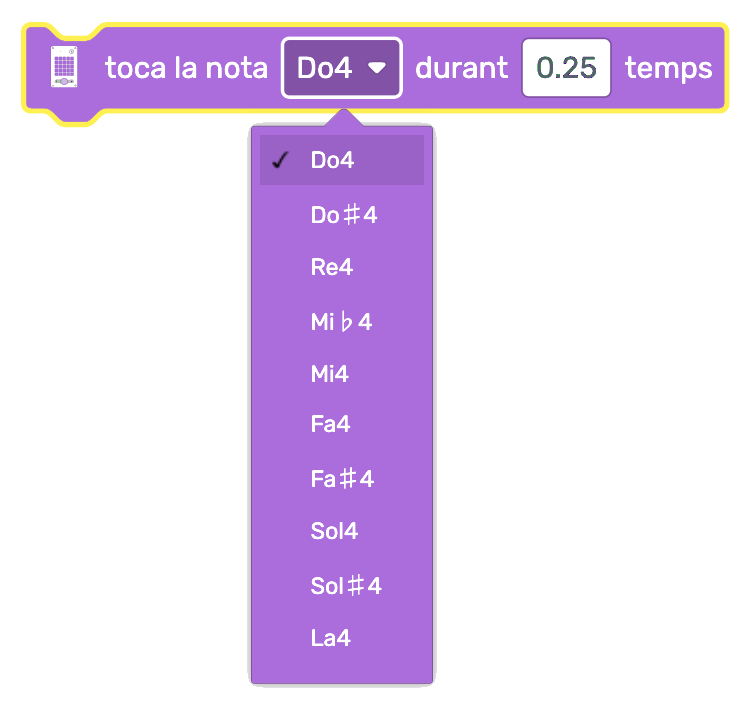 toca la nota Do4 durant 0.25 temps
Do4
Do♯4
Re4
Mi♭4
Mi4
Fa4
Fa♯4
Sol4
Sol♯4
La4